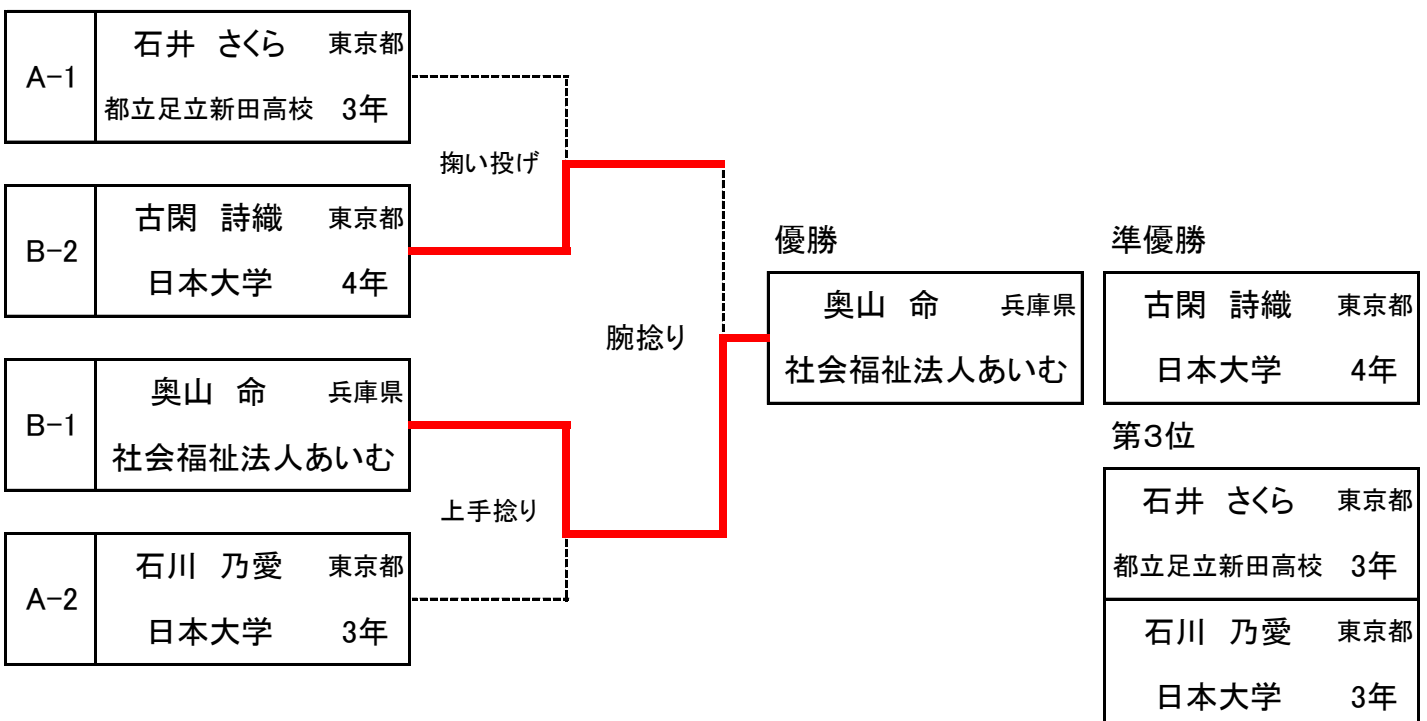 A-1
石井 さくら 東京都
都立足立新田高校 3年
掬い投げ
B-2
古閑 詩織 東京都
日本大学 4年
腕捻り
B-1
奥山 命 兵庫県
社会福祉法人あいむ
上手捻り
A-2
石川 乃愛 東京都
日本大学 3年
優勝
奥山 命 兵庫県
社会福祉法人あいむ
準優勝
古閑 詩織 東京都
日本大学 4年
第3位
石井 さくら 東京都
都立足立新田高校 3年
石川 乃愛 東京都
日本大学 3年